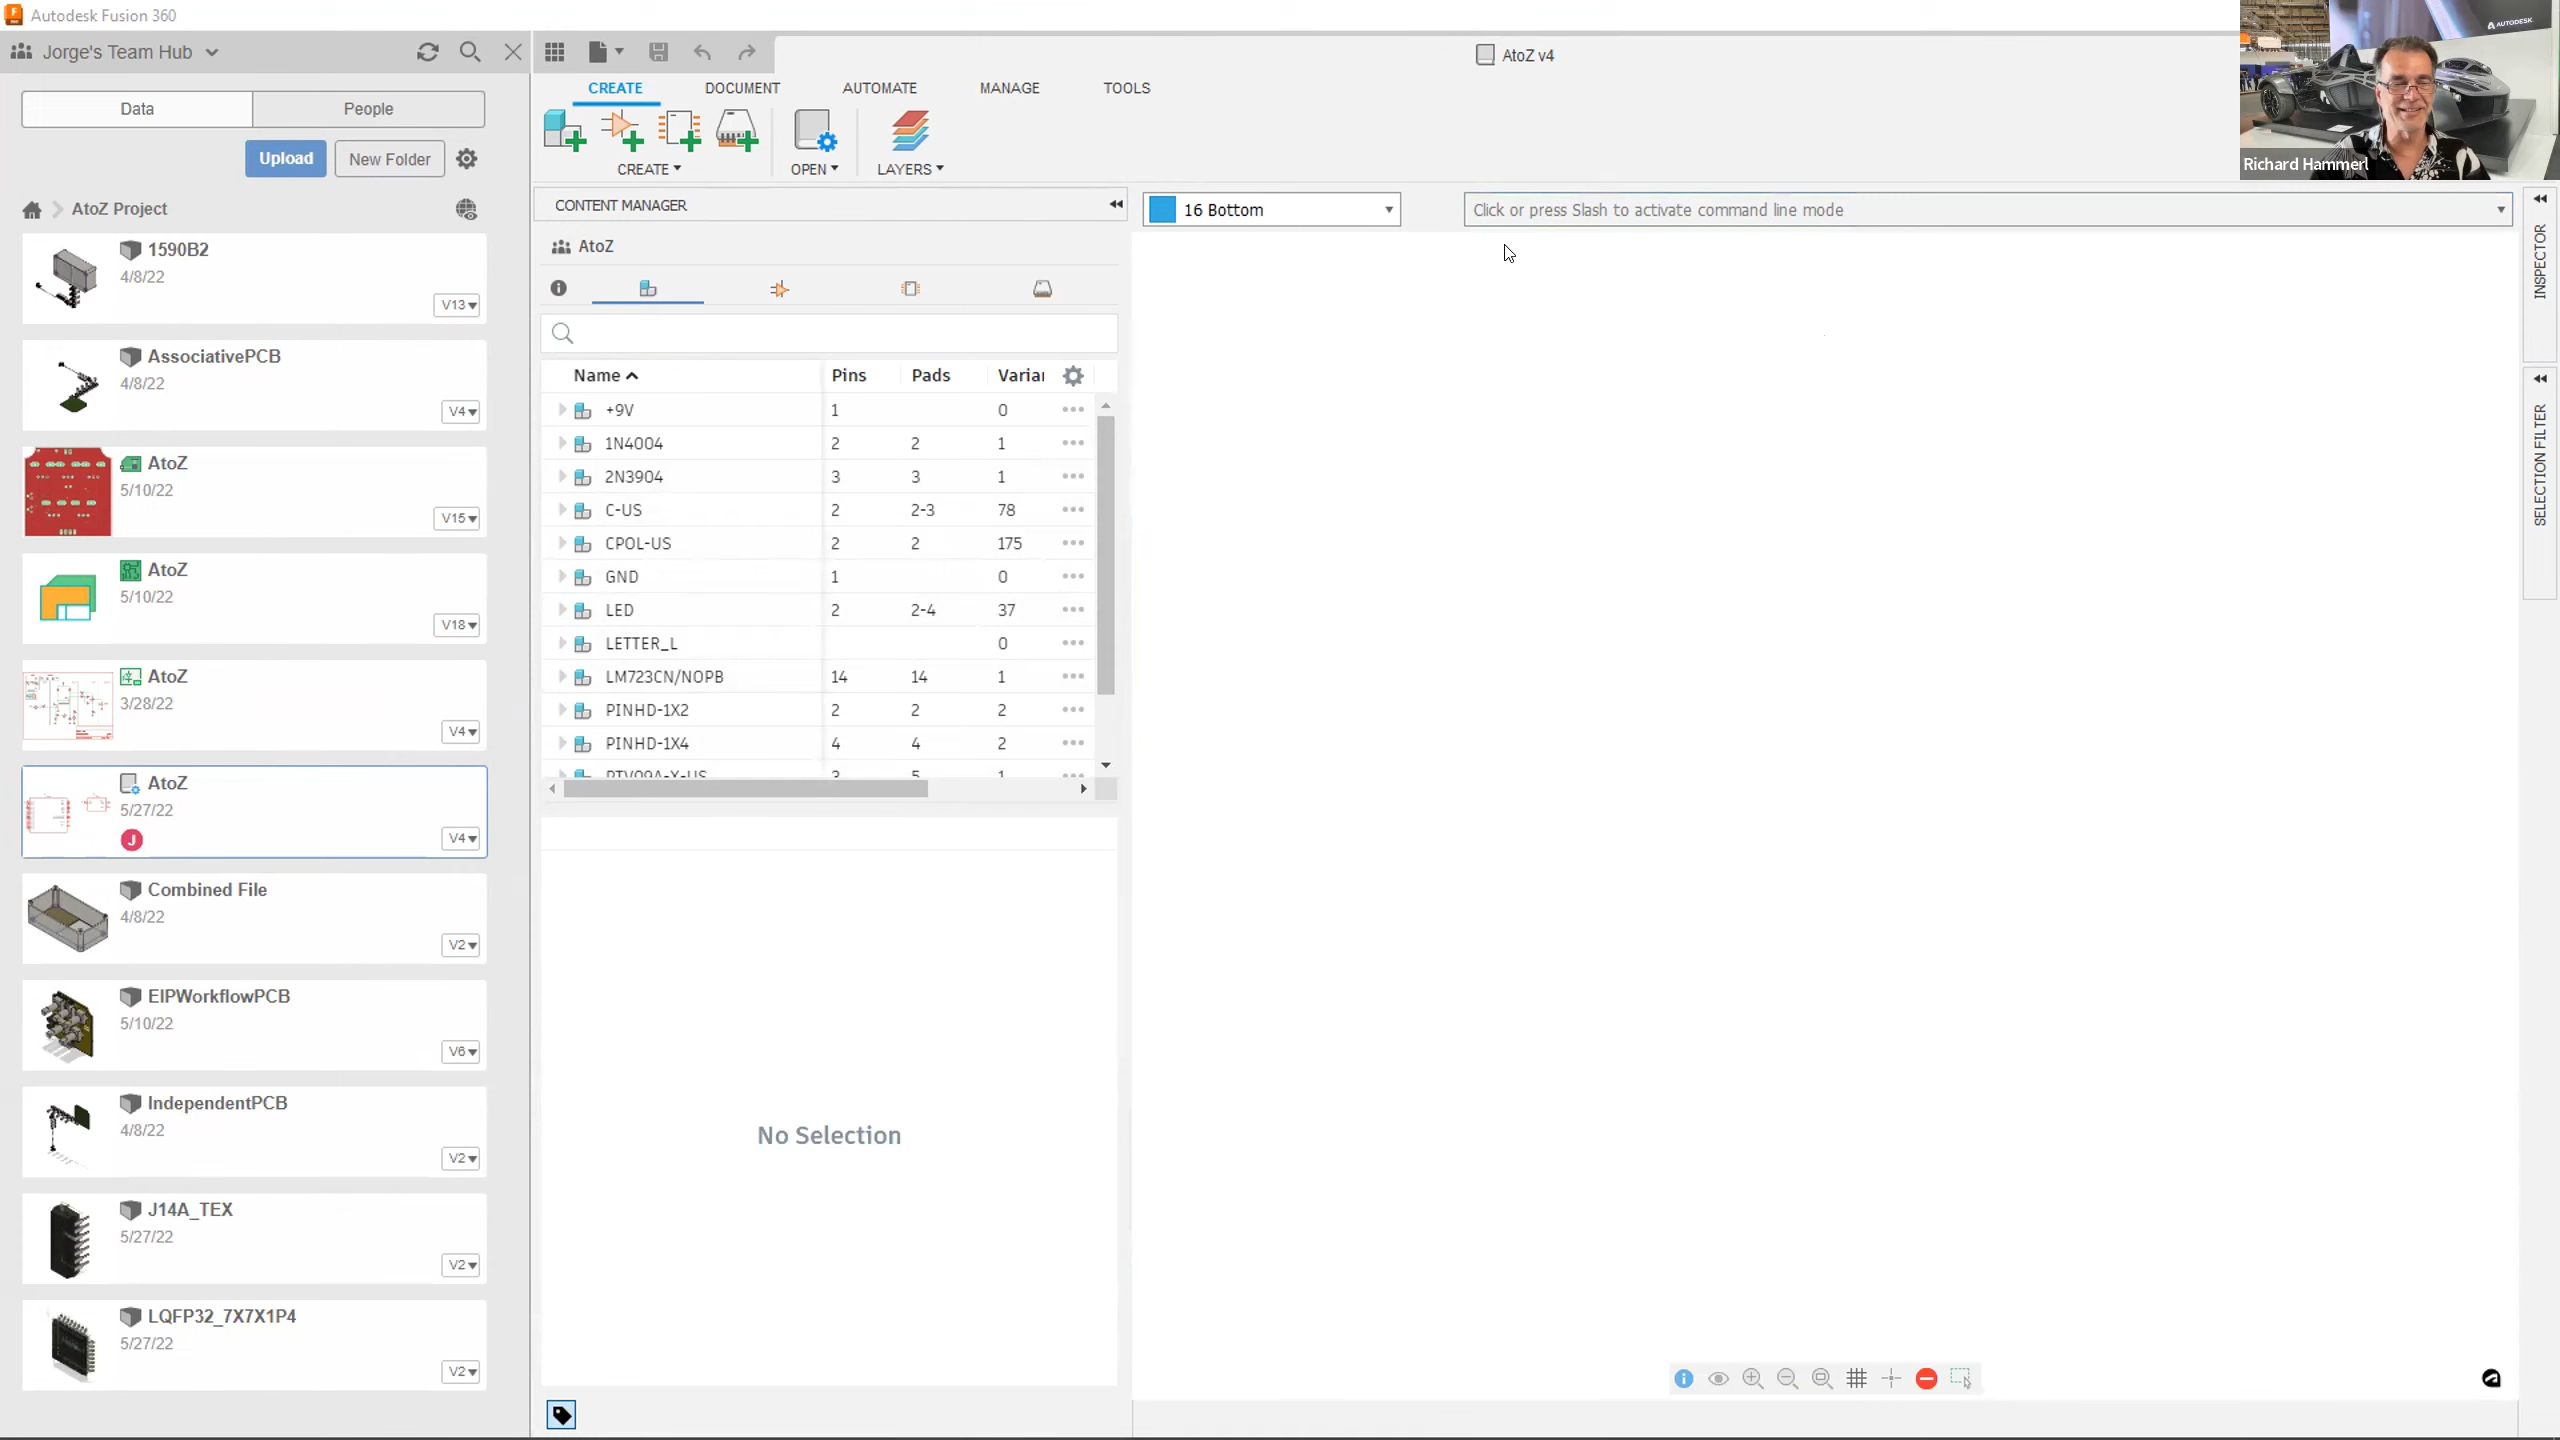 Autodesk Fusion 360
Jorge's Team Hub
AtoZ v4
AUTODESK
Richard Hammerl
Data People
Upload New Folder
CREATE DOCUMENT AUTOMATE MANAGE TOOLS
CREATE OPEN LAYERS
AtoZ Project
1590B2
4/8/22
V13
AssociativePCB
4/8/22
V4
AtoZ
5/10/22
V15
AtoZ
5/10/22
V18
AtoZ
3/28/22
V4
AtoZ
5/27/22
J
V4
Combined File
4/8/22
V2
EIPWorkflowPCB
5/10/22
V6
IndependentPCB
4/8/22
V2
J14A_TEX
5/27/22
V2
LQFP32_7X7X1P4
5/27/22
V2
CONTENT MANAGER
AtoZ
Name Pins Pads Varia
+9V 1 0
1N4004 2 2 1
2N3904 3 3 1
C-US 2 2-3 78
CPOL-US 2 2 175
GND 1 0
LED 2 2-4 37
LETTER_L 0
LM723CN/NOPB 14 14 1
PINHD-1X2 2 2 2
PINHD-1X4 4 4 2
PTV09A-X-US 3 5 1
No Selection
16 Bottom
Click or press Slash to activate command line mode
INSPECTOR
SELECTION FILTER